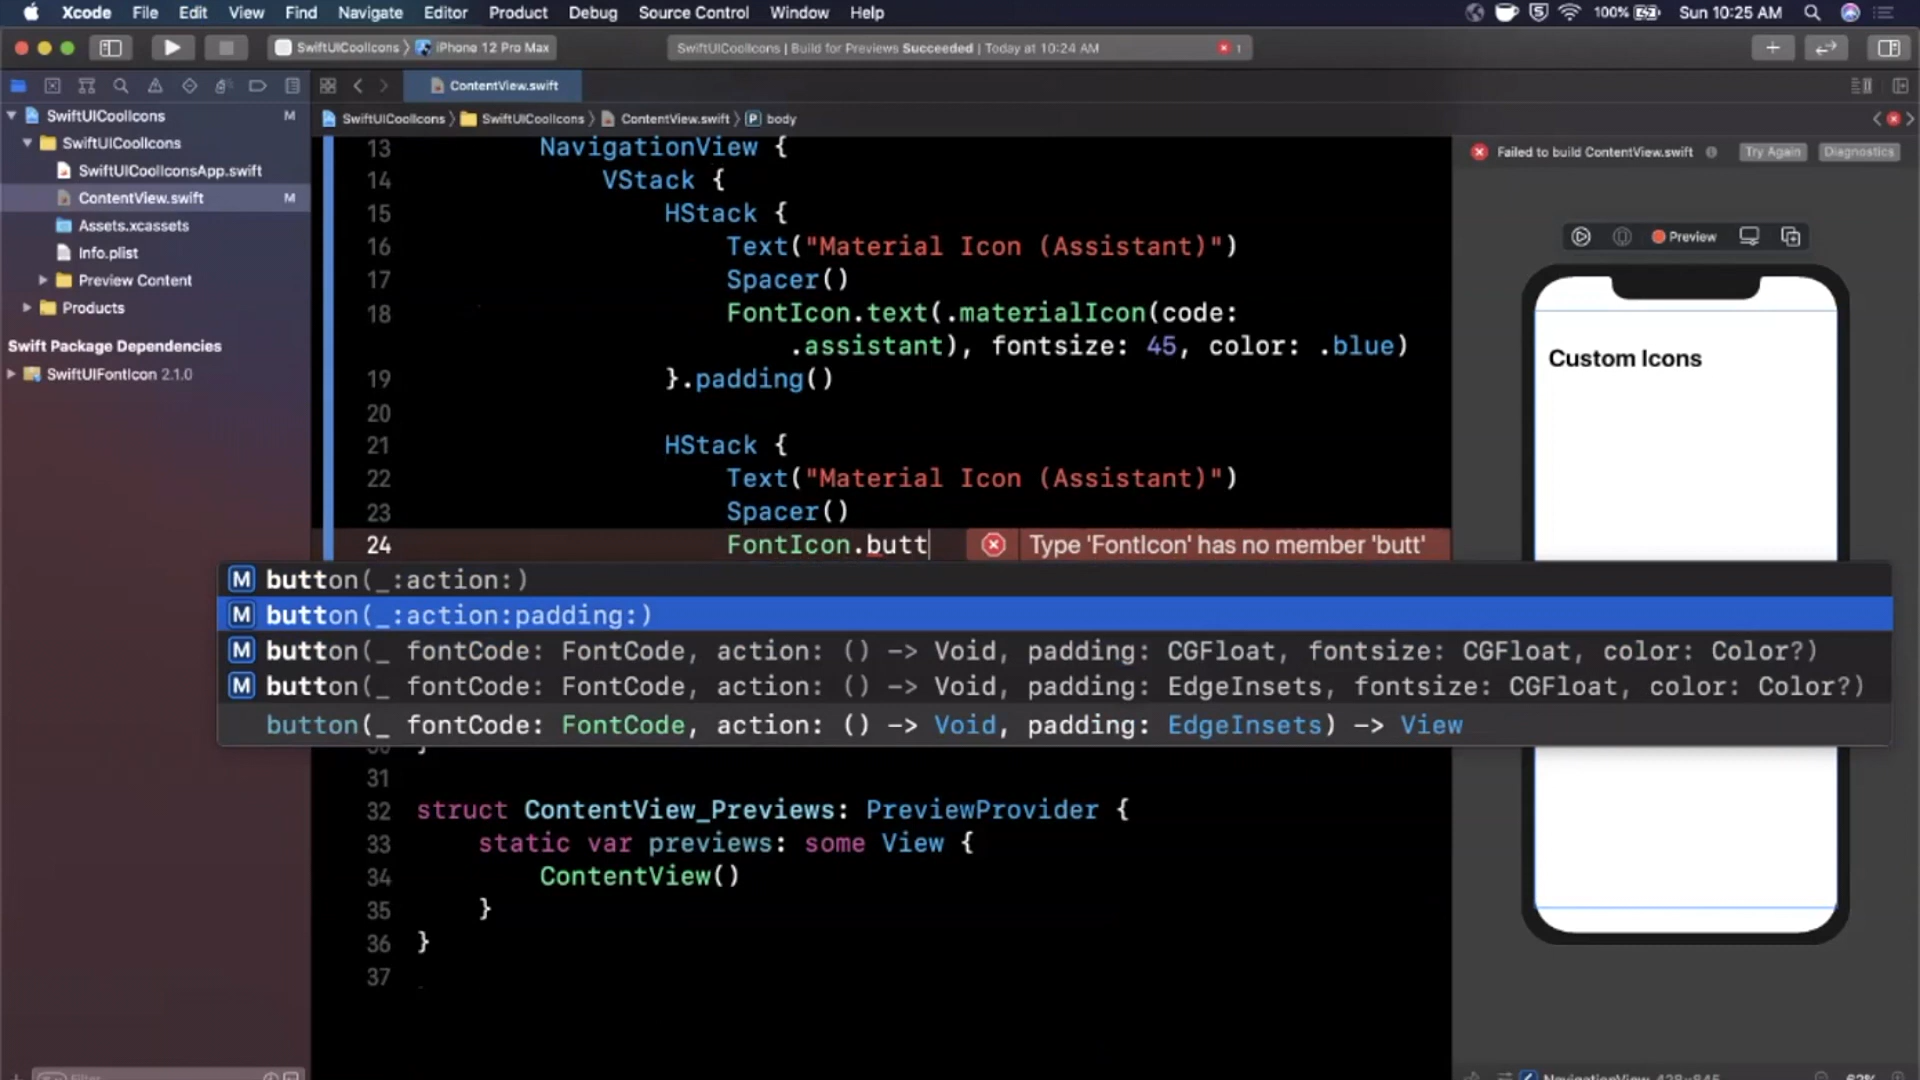 Xcode File Edit View Find Navigate Editor Product Debug Source Control Window Help 100% Sun 10:25 AM
SwiftUICoolIcons iPhone 12 Pro Max
SwiftUICoolIcons | Build for Previews Succeeded | Today at 10:24 AM 1
ContentView.swift
SwiftUICoolIcons SwiftUICoolIcons ContentView.swift P body
SwiftUICoolIcons M
SwiftUICoolIcons
SwiftUICoolIconsApp.swift
ContentView.swift M
Assets.xcassets
Info.plist
Preview Content
Products
Swift Package Dependencies
SwiftUIFontIcon 2.1.0
13 NavigationView {
14 VStack {
15 HStack {
16 Text("Material Icon (Assistant)")
17 Spacer()
18 FontIcon.text(.materialIcon(code:
.assistant), fontsize: 45, color: .blue)
19 }.padding()
20
21 HStack {
22 Text("Material Icon (Assistant)")
23 Spacer()
24 FontIcon.butt Type 'FontIcon' has no member 'butt'
M button(_:action:)
M button(_:action:padding:)
M button(_ fontCode: FontCode, action: () -> Void, padding: CGFloat, fontsize: CGFloat, color: Color?)
M button(_ fontCode: FontCode, action: () -> Void, padding: EdgeInsets, fontsize: CGFloat, color: Color?)
button(_ fontCode: FontCode, action: () -> Void, padding: EdgeInsets) -> View
30 }
31
32 struct ContentView_Previews: PreviewProvider {
33 static var previews: some View {
34 ContentView()
35 }
36 }
37
Failed to build ContentView.swift Try Again Diagnostics
Preview
Custom Icons
Filter
NavigationView 428x845 62%